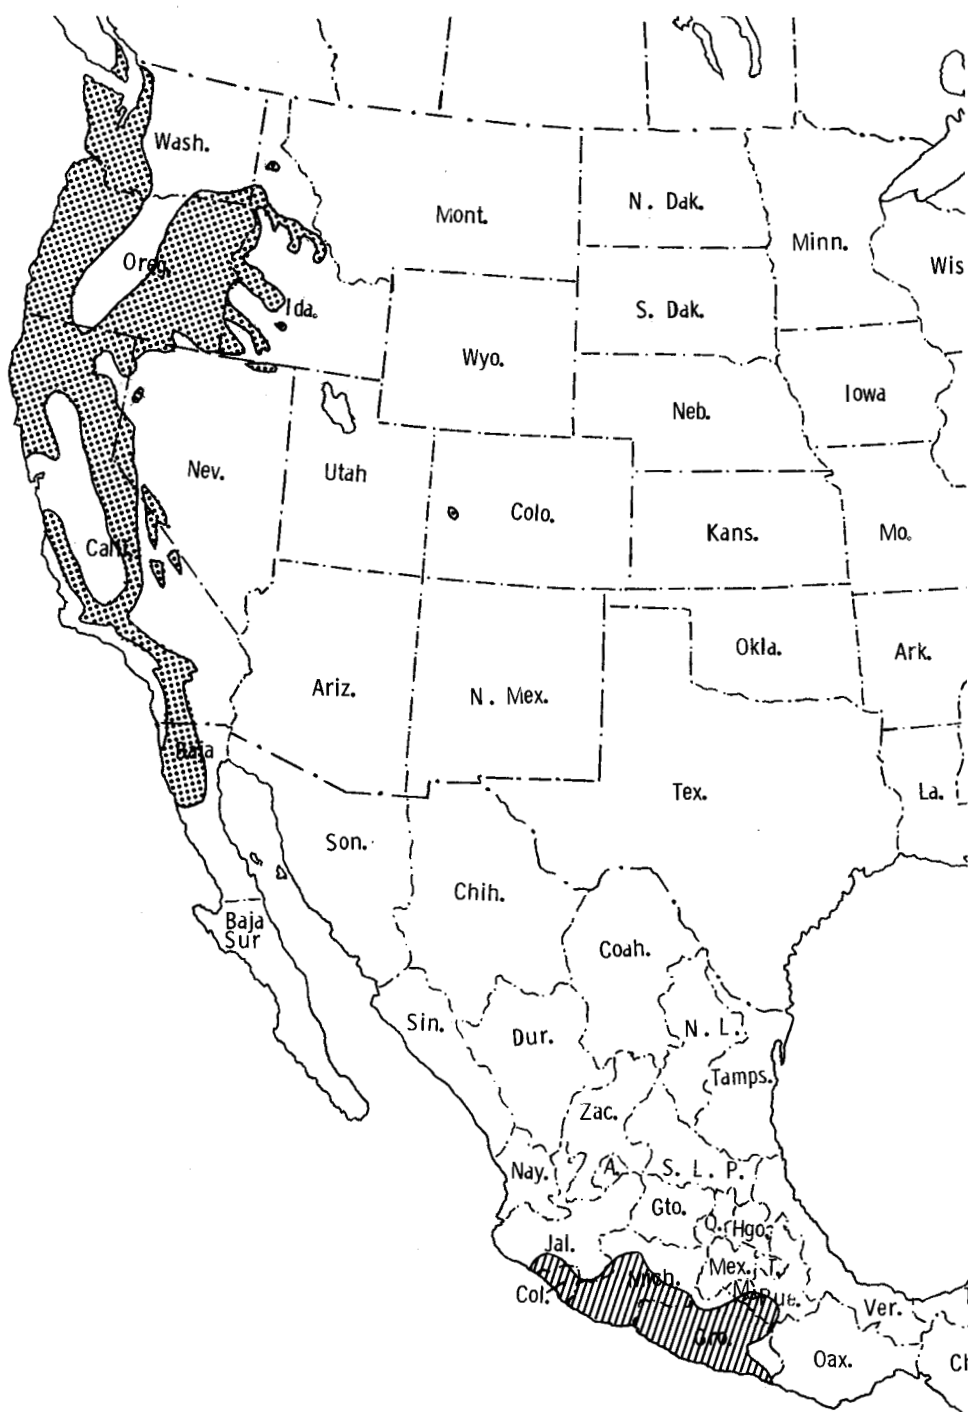 Wash.
Mont.
N. Dak.
Minn.
Wis
Oreg.
Ida.
S. Dak.
Wyo.
Iowa
Neb.
Nev.
Utah
Colo.
Kans.
Mo.
Calif.
Okla.
Ark.
Ariz.
N. Mex.
Baja
Tex.
La.
Son.
Chih.
Baja
Sur
Coah.
Sin.
Dur.
N. L.
Tamps.
Zac.
Nay.
A.
S. L. P.
Gto.
Q.
Hgo.
Jal.
Mich.
Mex.
T.
Col.
M.
Pue.
Ver.
Gro.
Oax.
Ch